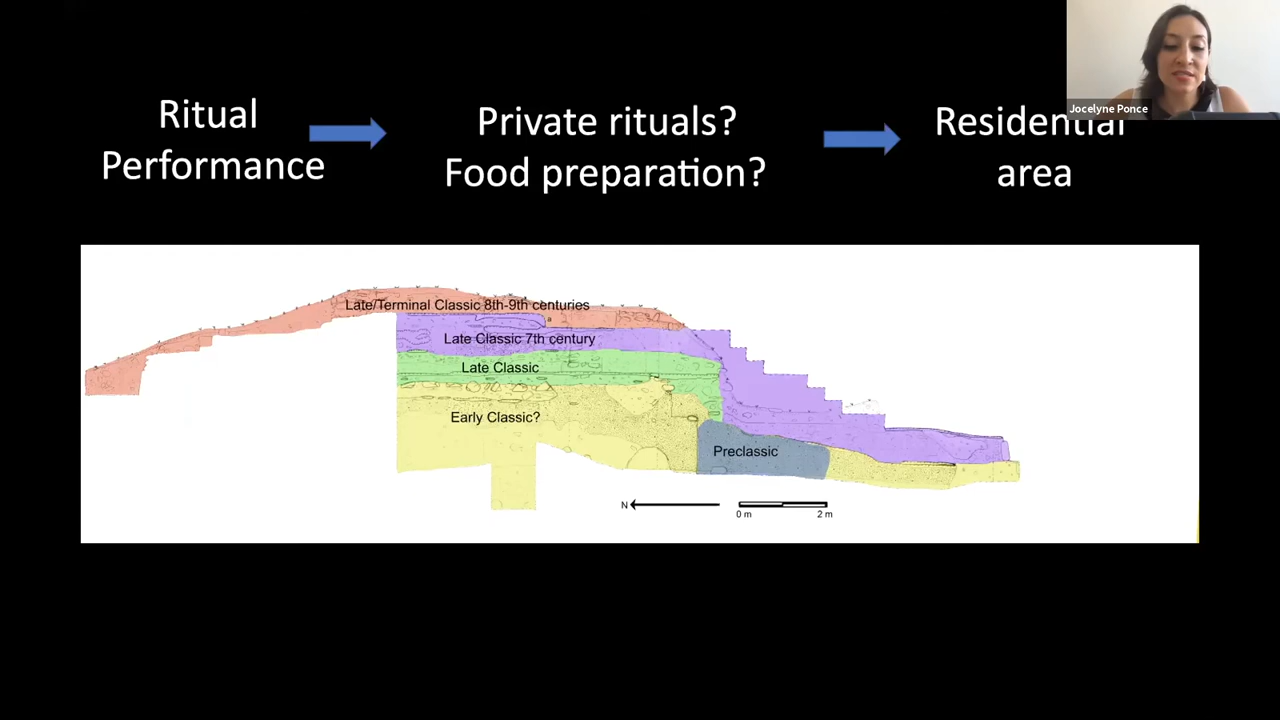 Jocelyne Ponce
Ritual
Performance
Private rituals?
Food preparation?
Residential
area
Late/Terminal Classic 8th-9th centuries
Late Classic 7th century
Late Classic
Early Classic?
Preclassic
N
0 m
2 m